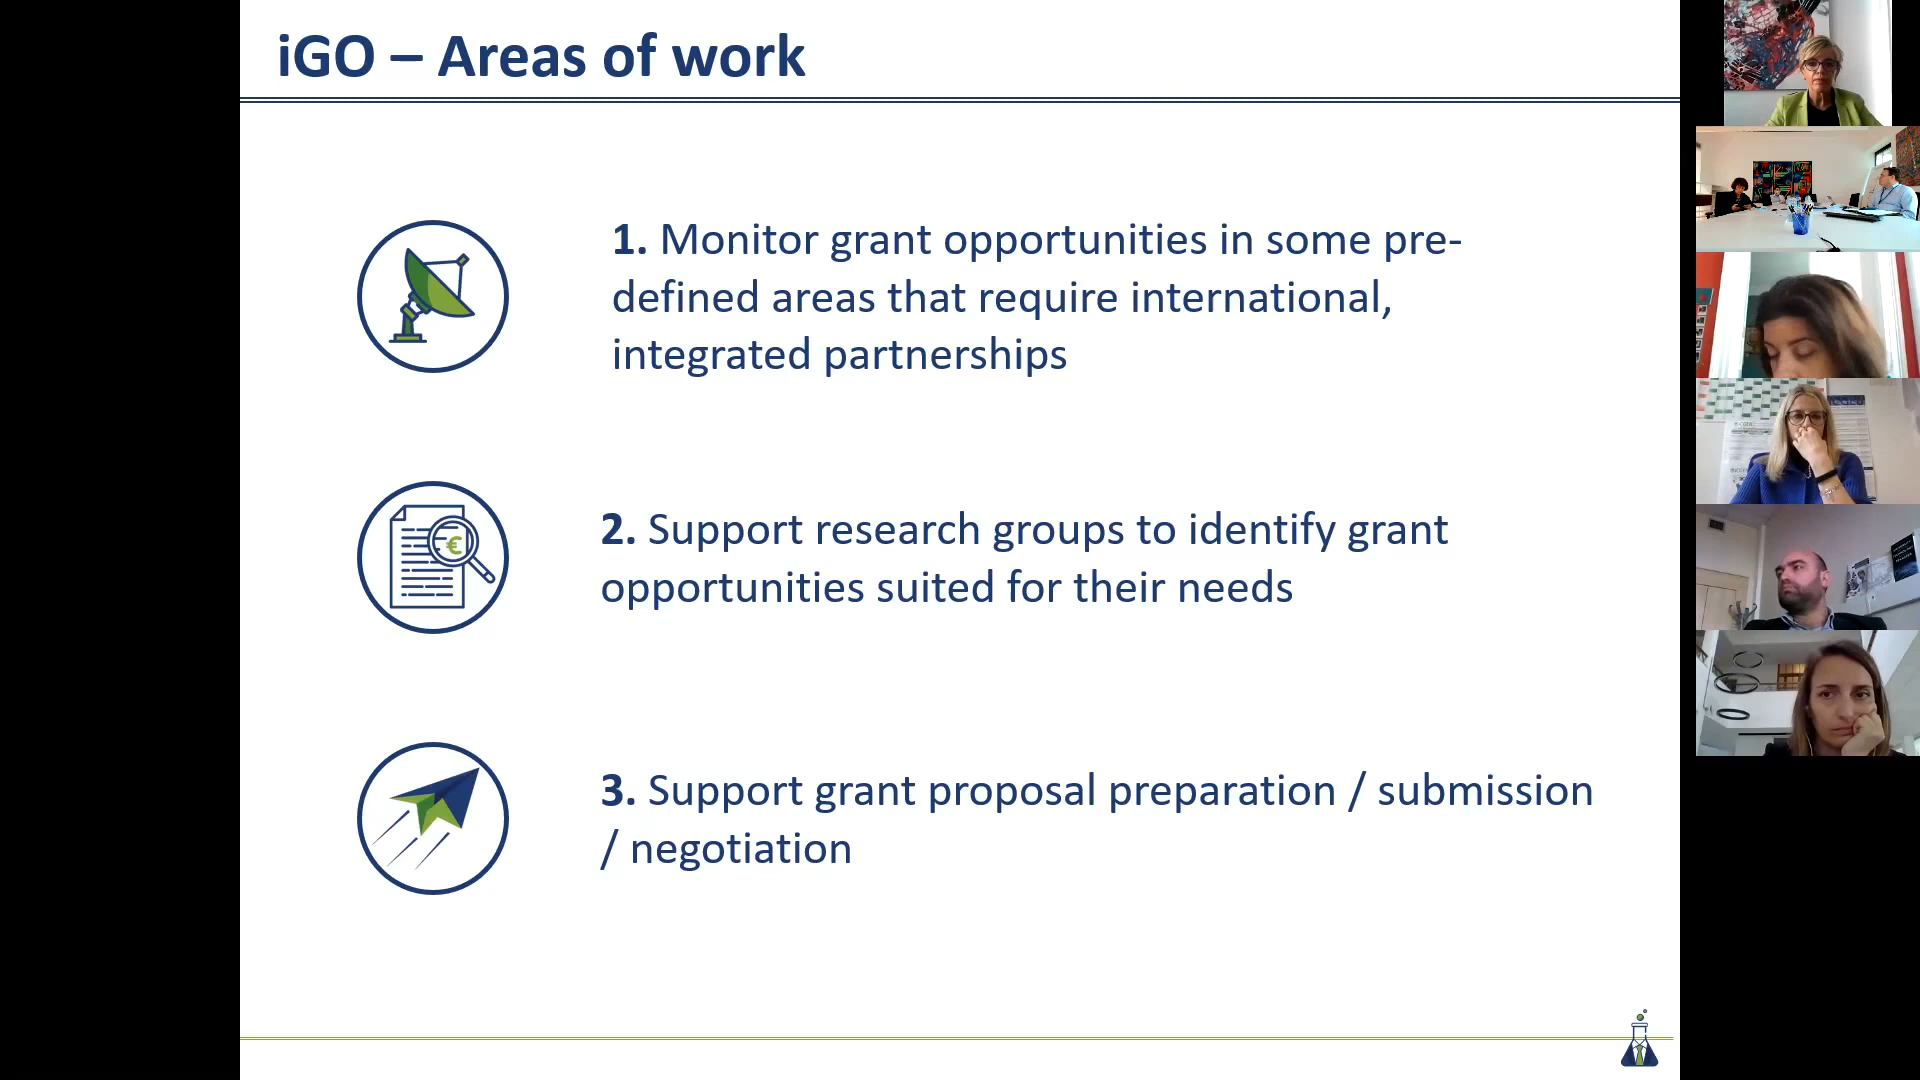 iGO – Areas of work
1. Monitor grant opportunities in some pre-
defined areas that require international,
integrated partnerships
€
2. Support research groups to identify grant
opportunities suited for their needs
3. Support grant proposal preparation / submission
/ negotiation